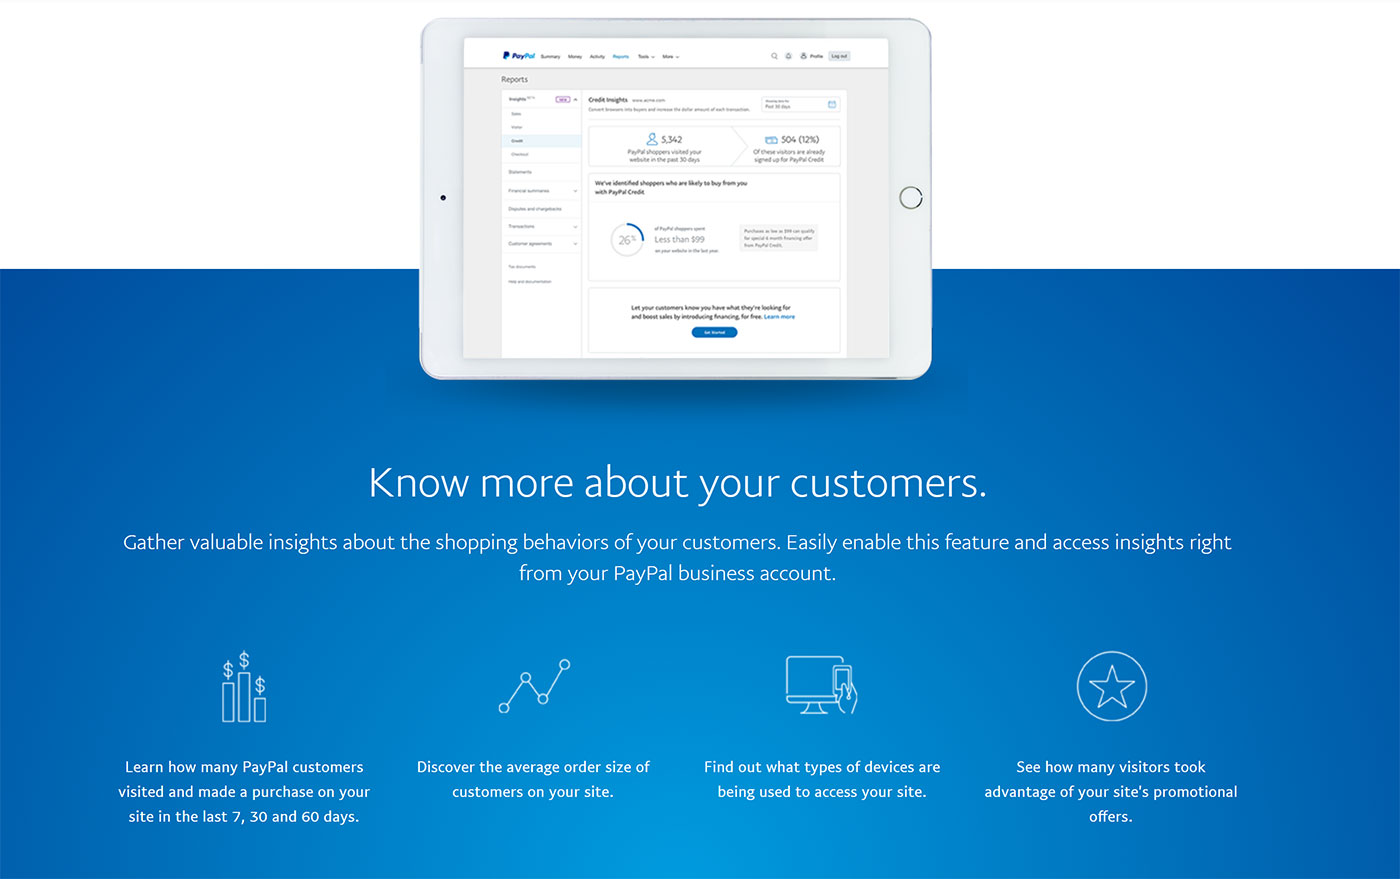 PayPal Summary Money Activity Reports Tools More Profile Log out
Reports
Insights BETA NEW
Sales
Visitor
Credit
Checkout
Statements
Financial summaries
Disputes and chargebacks
Transactions
Customer agreements
Tax documents
Help and documentation
Credit Insights www.acme.com
Convert browsers into buyers and increase the dollar amount of each transaction.
Past 30 days
5,342
PayPal shoppers visited your
website in the past 30 days
504 (12%)
Of these visitors are already
signed up for PayPal Credit
We've identified shoppers who are likely to buy from you
with PayPal Credit
26%
of PayPal shoppers spent
Less than $99
on your website in the last year.
Purchases as low as $99 can qualify
for special 6 month financing offer
from PayPal Credit.
Let your customers know you have what they're looking for
and boost sales by introducing financing, for free. Learn more
Get Started
Know more about your customers.
Gather valuable insights about the shopping behaviors of your customers. Easily enable this feature and access insights right
from your PayPal business account.
Learn how many PayPal customers
visited and made a purchase on your
site in the last 7, 30 and 60 days.
Discover the average order size of
customers on your site.
Find out what types of devices are
being used to access your site.
See how many visitors took
advantage of your site's promotional
offers.